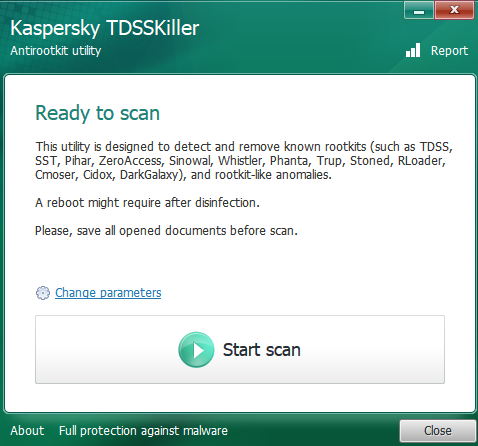 Kaspersky TDSSKiller
Antirootkit utility
Report
Ready to scan
This utility is designed to detect and remove known rootkits (such as TDSS,
SST, Pihar, ZeroAccess, Sinowal, Whistler, Phanta, Trup, Stoned, RLoader,
Cmoser, Cidox, DarkGalaxy), and rootkit-like anomalies.
A reboot might require after disinfection.
Please, save all opened documents before scan.
Change parameters
Start scan
About Full protection against malware Close